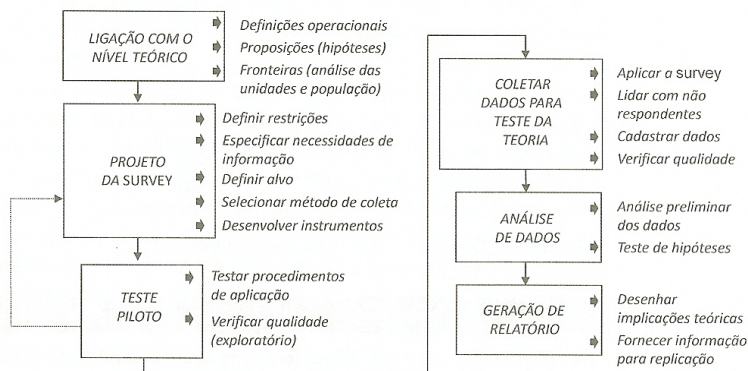 LIGAÇÃO COM O
NÍVEL TEÓRICO
Definições operacionais
Proposições (hipóteses)
Fronteiras (análise das
unidades e população)
PROJETO
DA SURVEY
Definir restrições
Especificar necessidades de
informação
Definir alvo
Selecionar método de coleta
Desenvolver instrumentos
TESTE
PILOTO
Testar procedimentos
de aplicação
Verificar qualidade
(exploratório)
COLETAR
DADOS PARA
TESTE DA
TEORIA
Aplicar a survey
Lidar com não
respondentes
Cadastrar dados
Verificar qualidade
ANÁLISE
DE DADOS
Análise preliminar
dos dados
Teste de hipóteses
GERAÇÃO DE
RELATÓRIO
Desenhar
implicações teóricas
Fornecer informação
para replicação